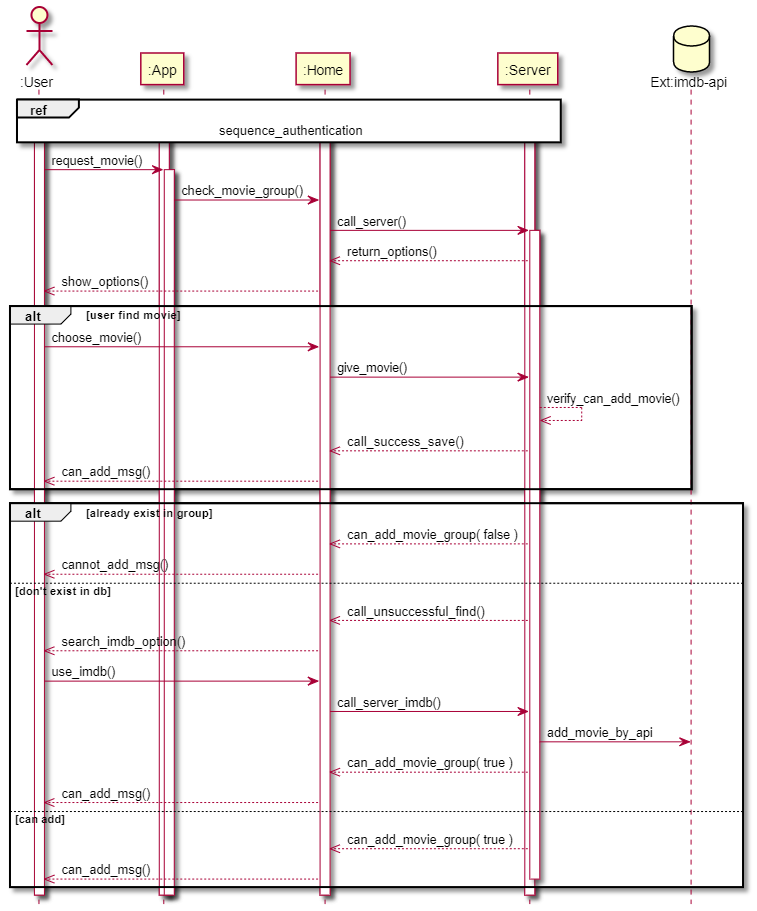 :User
:App
:Home
:Server
Ext:imdb-api
ref
sequence_authentication
request_movie()
check_movie_group()
call_server()
return_options()
show_options()
alt [user find movie]
choose_movie()
give_movie()
verify_can_add_movie()
call_success_save()
can_add_msg()
alt [already exist in group]
can_add_movie_group( false )
cannot_add_msg()
[don't exist in db]
call_unsuccessful_find()
search_imdb_option()
use_imdb()
call_server_imdb()
add_movie_by_api
can_add_movie_group( true )
can_add_msg()
[can add]
can_add_movie_group( true )
can_add_msg()